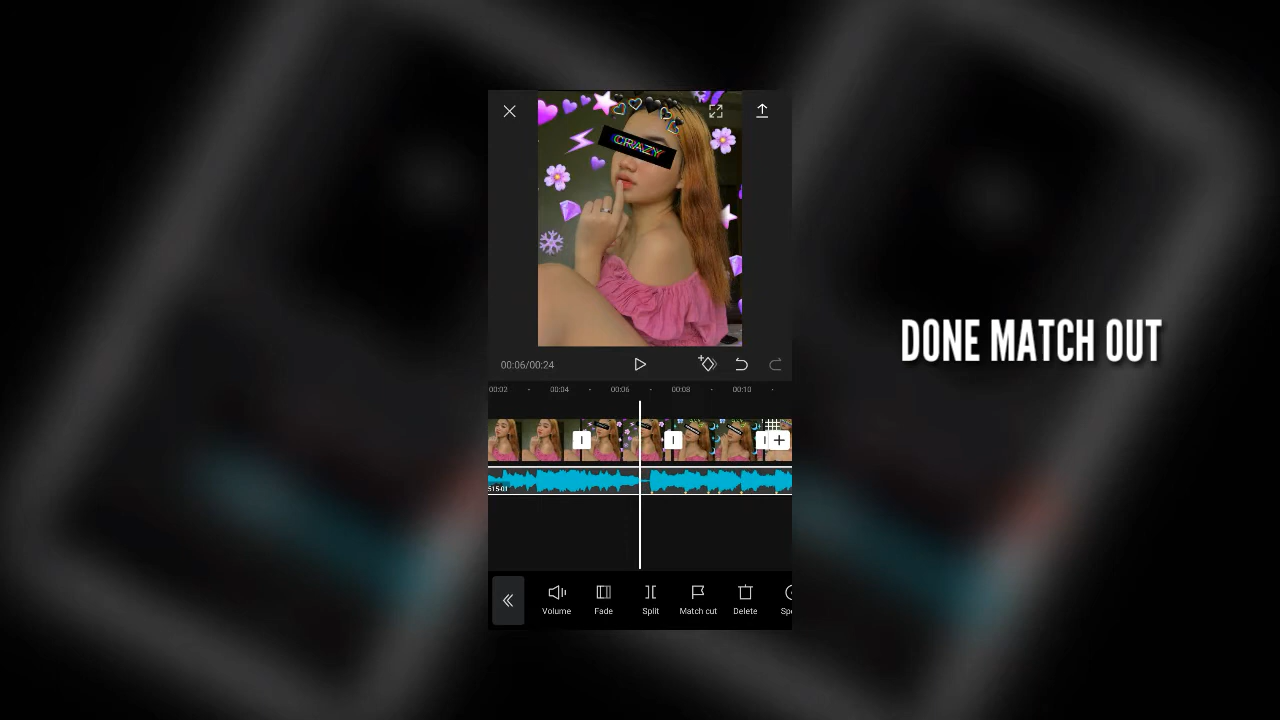 CRAZY
DONE MATCH OUT
00:06/00:24
00:02 00:04 00:06 00:08 00:10
Volume Fade Split Match cut Delete Spe